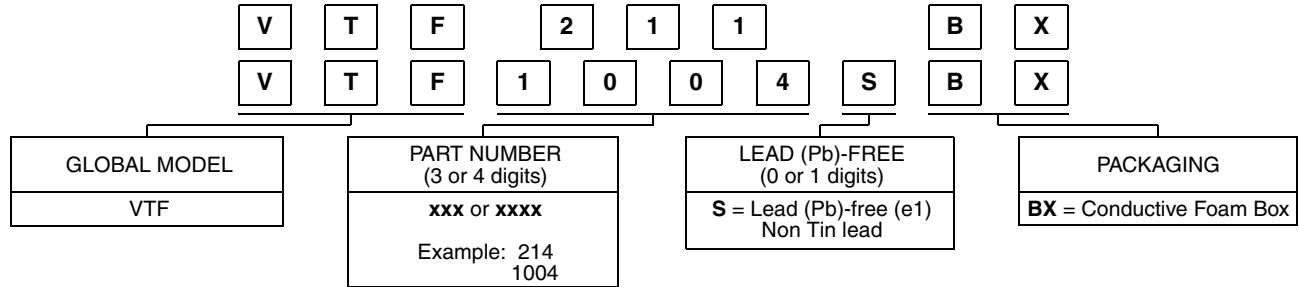 V T F 2 1 1 B X
V T F 1 0 0 4 S B X
GLOBAL MODEL
VTF
PART NUMBER
(3 or 4 digits)
xxx or xxxx
Example: 214
1004
LEAD (Pb)-FREE
(0 or 1 digits)
S = Lead (Pb)-free (e1)
Non Tin lead
PACKAGING
BX = Conductive Foam Box